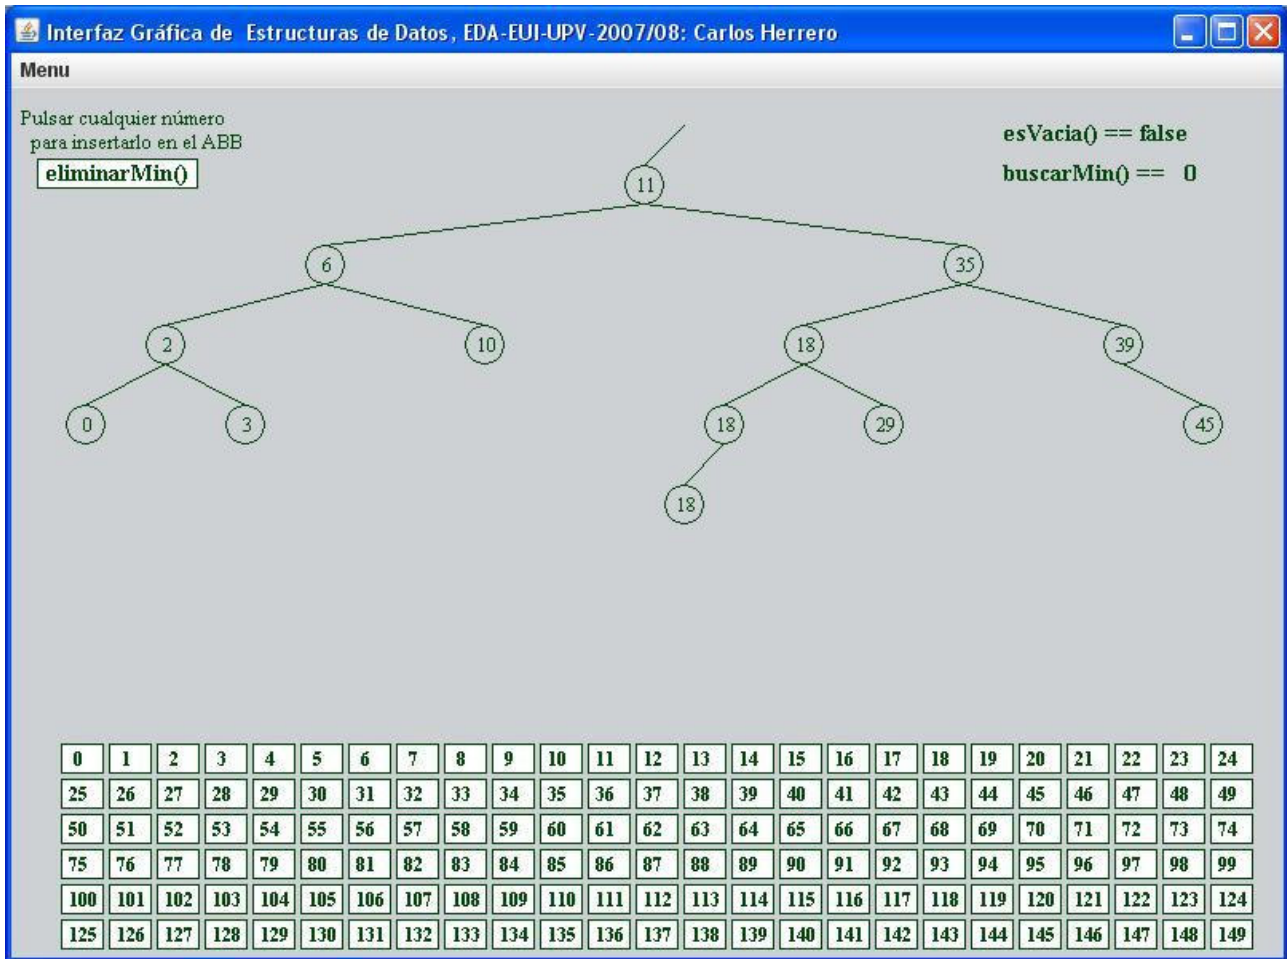 Interfaz Gráfica de Estructuras de Datos, EDA-EUI-UPV-2007/08: Carlos Herrero
Menu
Pulsar cualquier número
para insertarlo en el ABB
eliminarMin()
esVacia() == false
buscarMin() == 0
11
6 35
2 10 18 39
0 3 18 29 45
18
0 1 2 3 4 5 6 7 8 9 10 11 12 13 14 15 16 17 18 19 20 21 22 23 24
25 26 27 28 29 30 31 32 33 34 35 36 37 38 39 40 41 42 43 44 45 46 47 48 49
50 51 52 53 54 55 56 57 58 59 60 61 62 63 64 65 66 67 68 69 70 71 72 73 74
75 76 77 78 79 80 81 82 83 84 85 86 87 88 89 90 91 92 93 94 95 96 97 98 99
100 101 102 103 104 105 106 107 108 109 110 111 112 113 114 115 116 117 118 119 120 121 122 123 124
125 126 127 128 129 130 131 132 133 134 135 136 137 138 139 140 141 142 143 144 145 146 147 148 149